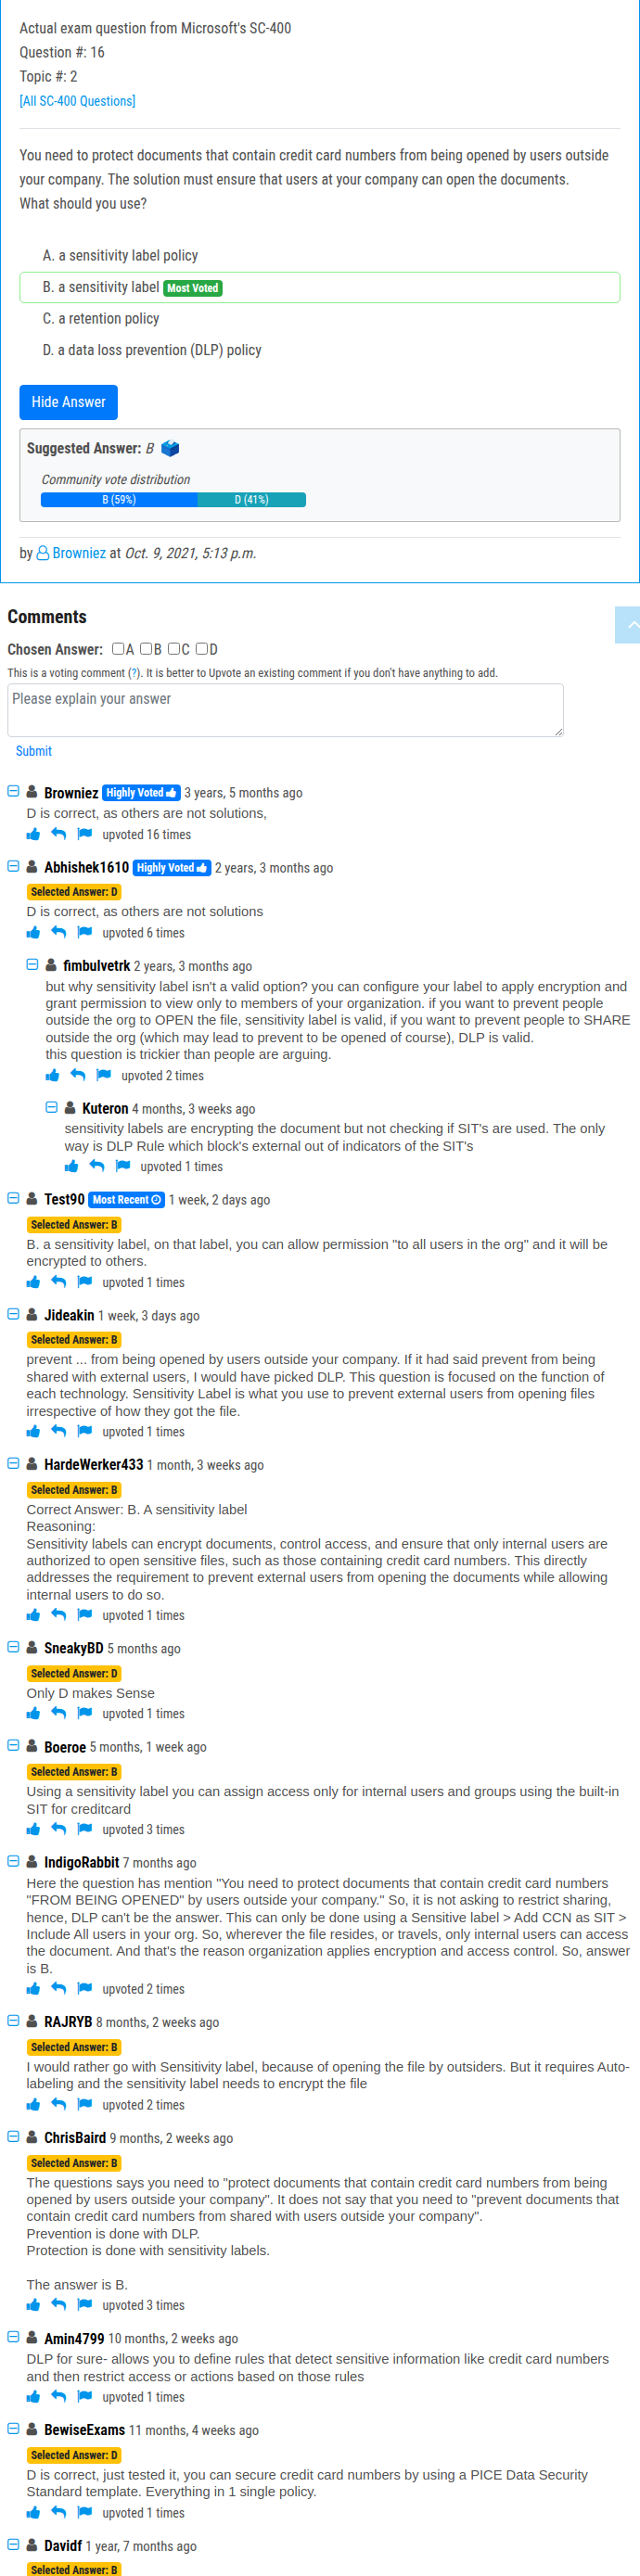 Actual exam question from Microsoft's SC-400
Question #: 16
Topic #: 2
[All SC-400 Questions]
You need to protect documents that contain credit card numbers from being opened by users outside
your company. The solution must ensure that users at your company can open the documents.
What should you use?
A. a sensitivity label policy
B. a sensitivity label Most Voted
C. a retention policy
D. a data loss prevention (DLP) policy
Hide Answer
Suggested Answer: B
Community vote distribution
B (59%) D (41%)
by Browniez at Oct. 9, 2021, 5:13 p.m.
Comments
Chosen Answer: A B C D
This is a voting comment (?). It is better to Upvote an existing comment if you don't have anything to add.
Please explain your answer
Submit
Browniez Highly Voted 3 years, 5 months ago
D is correct, as others are not solutions,
upvoted 16 times
Abhishek1610 Highly Voted 2 years, 3 months ago
Selected Answer: D
D is correct, as others are not solutions
upvoted 6 times
fimbulvetrk 2 years, 3 months ago
but why sensitivity label isn't a valid option? you can configure your label to apply encryption and
grant permission to view only to members of your organization. if you want to prevent people
outside the org to OPEN the file, sensitivity label is valid, if you want to prevent people to SHARE
outside the org (which may lead to prevent to be opened of course), DLP is valid.
this question is trickier than people are arguing.
upvoted 2 times
Kuteron 4 months, 3 weeks ago
sensitivity labels are encrypting the document but not checking if SIT's are used. The only
way is DLP Rule which block's external out of indicators of the SIT's
upvoted 1 times
Test90 Most Recent 1 week, 2 days ago
Selected Answer: B
B. a sensitivity label, on that label, you can allow permission "to all users in the org" and it will be
encrypted to others.
upvoted 1 times
Jideakin 1 week, 3 days ago
Selected Answer: B
prevent ... from being opened by users outside your company. If it had said prevent from being
shared with external users, I would have picked DLP. This question is focused on the function of
each technology. Sensitivity Label is what you use to prevent external users from opening files
irrespective of how they got the file.
upvoted 1 times
HardeWerker433 1 month, 3 weeks ago
Selected Answer: B
Correct Answer: B. A sensitivity label
Reasoning:
Sensitivity labels can encrypt documents, control access, and ensure that only internal users are
authorized to open sensitive files, such as those containing credit card numbers. This directly
addresses the requirement to prevent external users from opening the documents while allowing
internal users to do so.
upvoted 1 times
SneakyBD 5 months ago
Selected Answer: D
Only D makes Sense
upvoted 1 times
Boeroe 5 months, 1 week ago
Selected Answer: B
Using a sensitivity label you can assign access only for internal users and groups using the built-in
SIT for creditcard
upvoted 3 times
IndigoRabbit 7 months ago
Here the question has mention "You need to protect documents that contain credit card numbers
"FROM BEING OPENED" by users outside your company." So, it is not asking to restrict sharing,
hence, DLP can't be the answer. This can only be done using a Sensitive label > Add CCN as SIT >
Include All users in your org. So, wherever the file resides, or travels, only internal users can access
the document. And that's the reason organization applies encryption and access control. So, answer
is B.
upvoted 2 times
RAJRYB 8 months, 2 weeks ago
Selected Answer: B
I would rather go with Sensitivity label, because of opening the file by outsiders. But it requires Auto-
labeling and the sensitivity label needs to encrypt the file
upvoted 2 times
ChrisBaird 9 months, 2 weeks ago
Selected Answer: B
The questions says you need to "protect documents that contain credit card numbers from being
opened by users outside your company". It does not say that you need to "prevent documents that
contain credit card numbers from shared with users outside your company".
Prevention is done with DLP.
Protection is done with sensitivity labels.
The answer is B.
upvoted 3 times
Amin4799 10 months, 2 weeks ago
DLP for sure- allows you to define rules that detect sensitive information like credit card numbers
and then restrict access or actions based on those rules
upvoted 1 times
BewiseExams 11 months, 4 weeks ago
Selected Answer: D
D is correct, just tested it, you can secure credit card numbers by using a PICE Data Security
Standard template. Everything in 1 single policy.
upvoted 1 times
Davidf 1 year, 7 months ago
Selected Answer: B